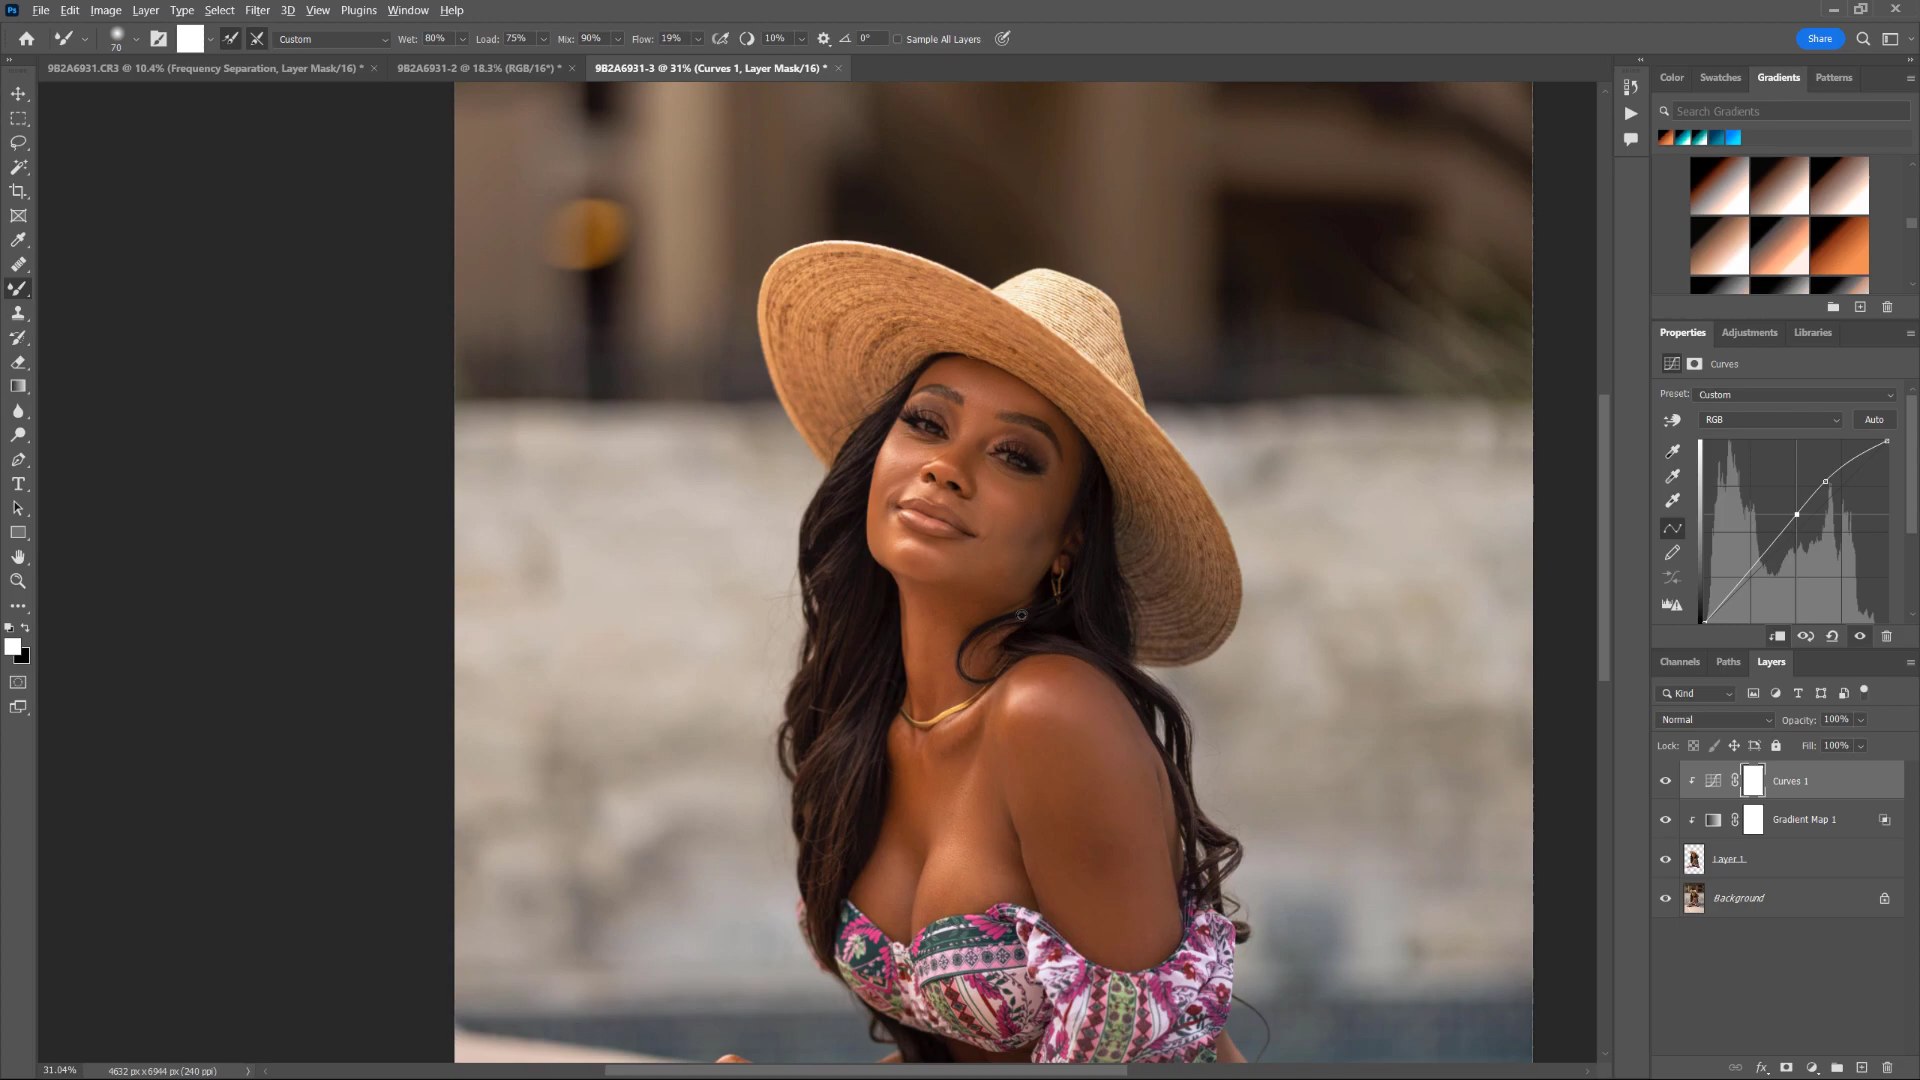 Ps File Edit Image Layer Type Select Filter 3D View Plugins Window Help
70 Custom Wet: 80% Load: 75% Mix: 90% Flow: 19% 10% 0° Sample All Layers Share
9B2A6931.CR3 @ 10.4% (Frequency Separation, Layer Mask/16) * × 9B2A6931-2 @ 18.3% (RGB/16*) * × 9B2A6931-3 @ 31% (Curves 1, Layer Mask/16) * ×
Color Swatches Gradients Patterns
Search Gradients
Properties Adjustments Libraries
Curves
Preset: Custom
RGB Auto
Channels Paths Layers
Kind
Normal Opacity: 100%
Lock: Fill: 100%
Curves 1
Gradient Map 1
Layer 1
Background
31.04% 4632 px x 6944 px (240 ppi)